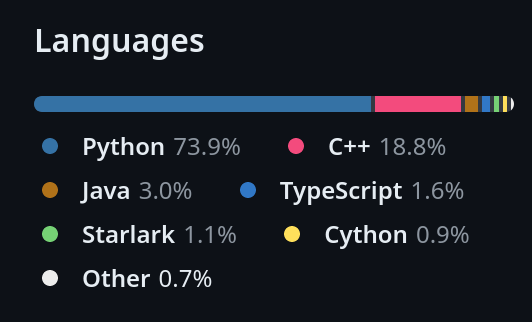 Languages
Python 73.9% C++ 18.8%
Java 3.0% TypeScript 1.6%
Starlark 1.1% Cython 0.9%
Other 0.7%